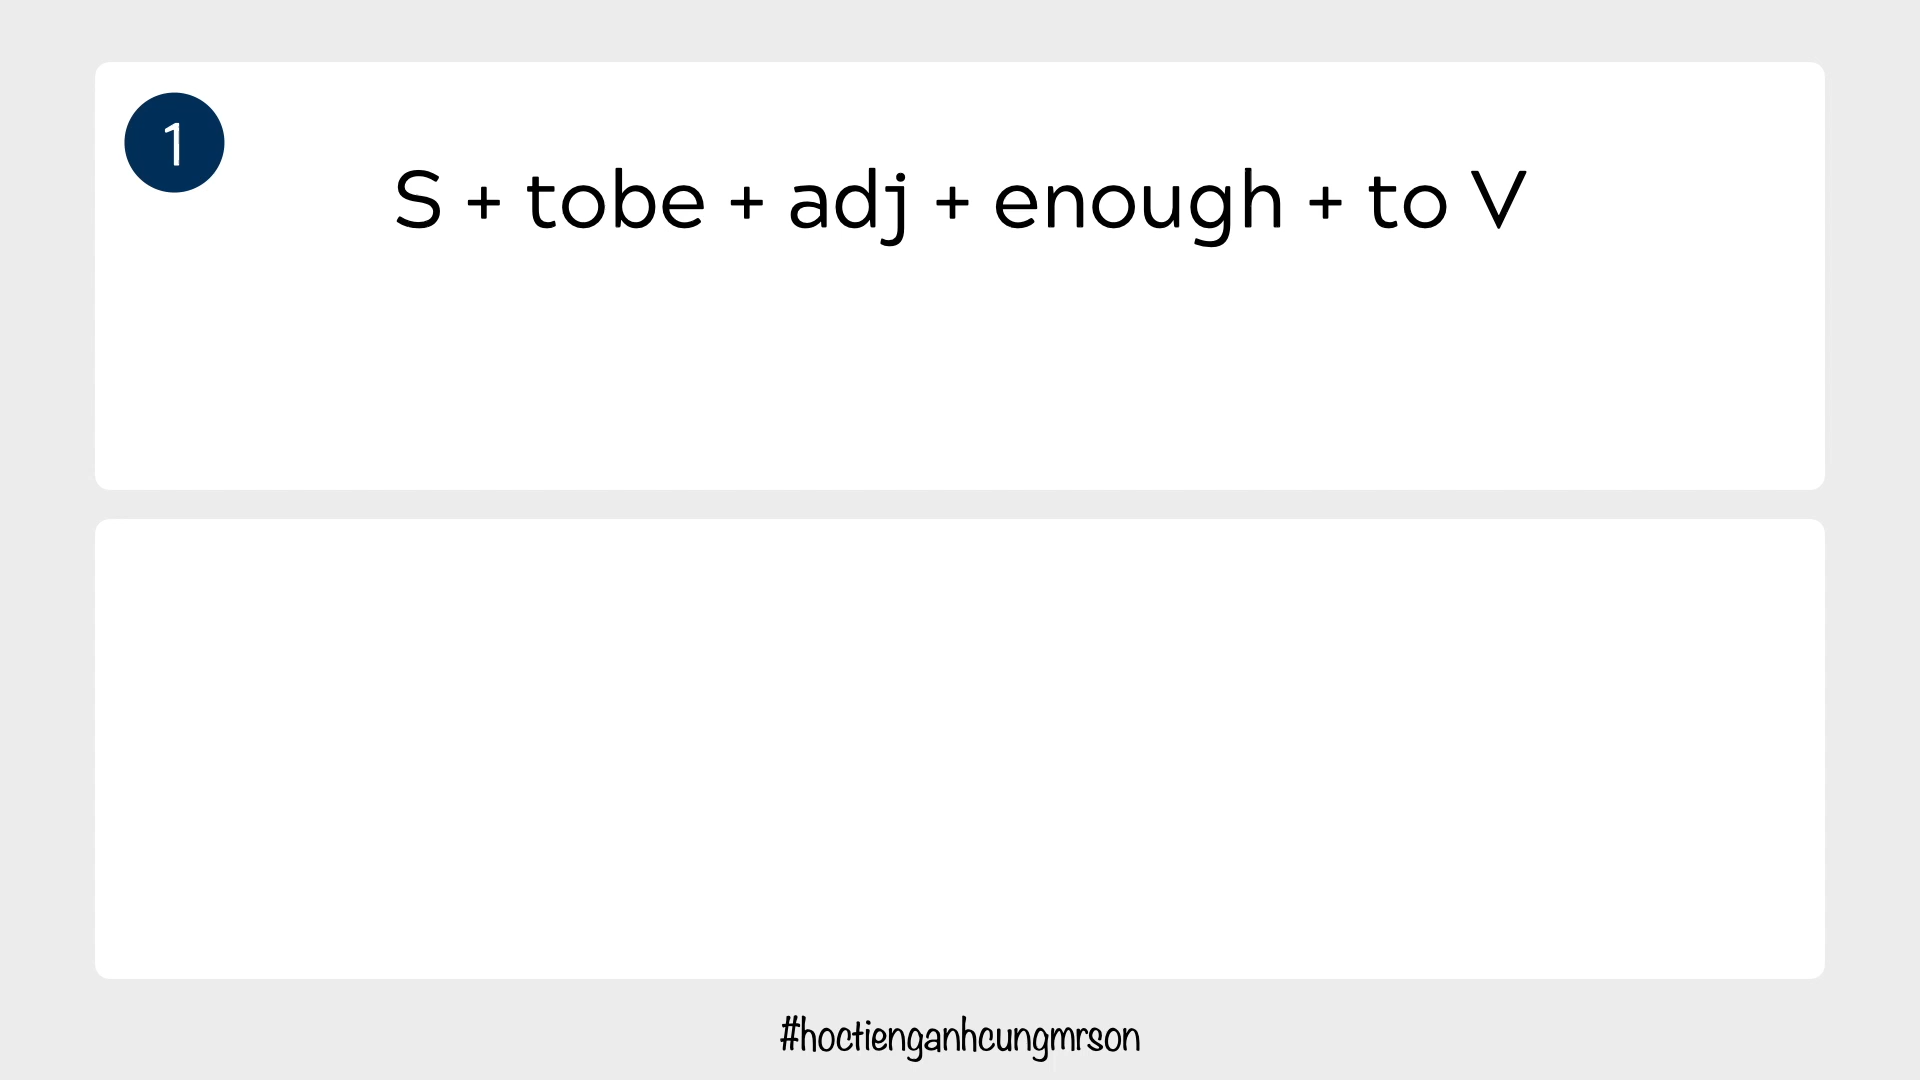 1
S + tobe + adj + enough + to V
#hoctienganhcungmrson